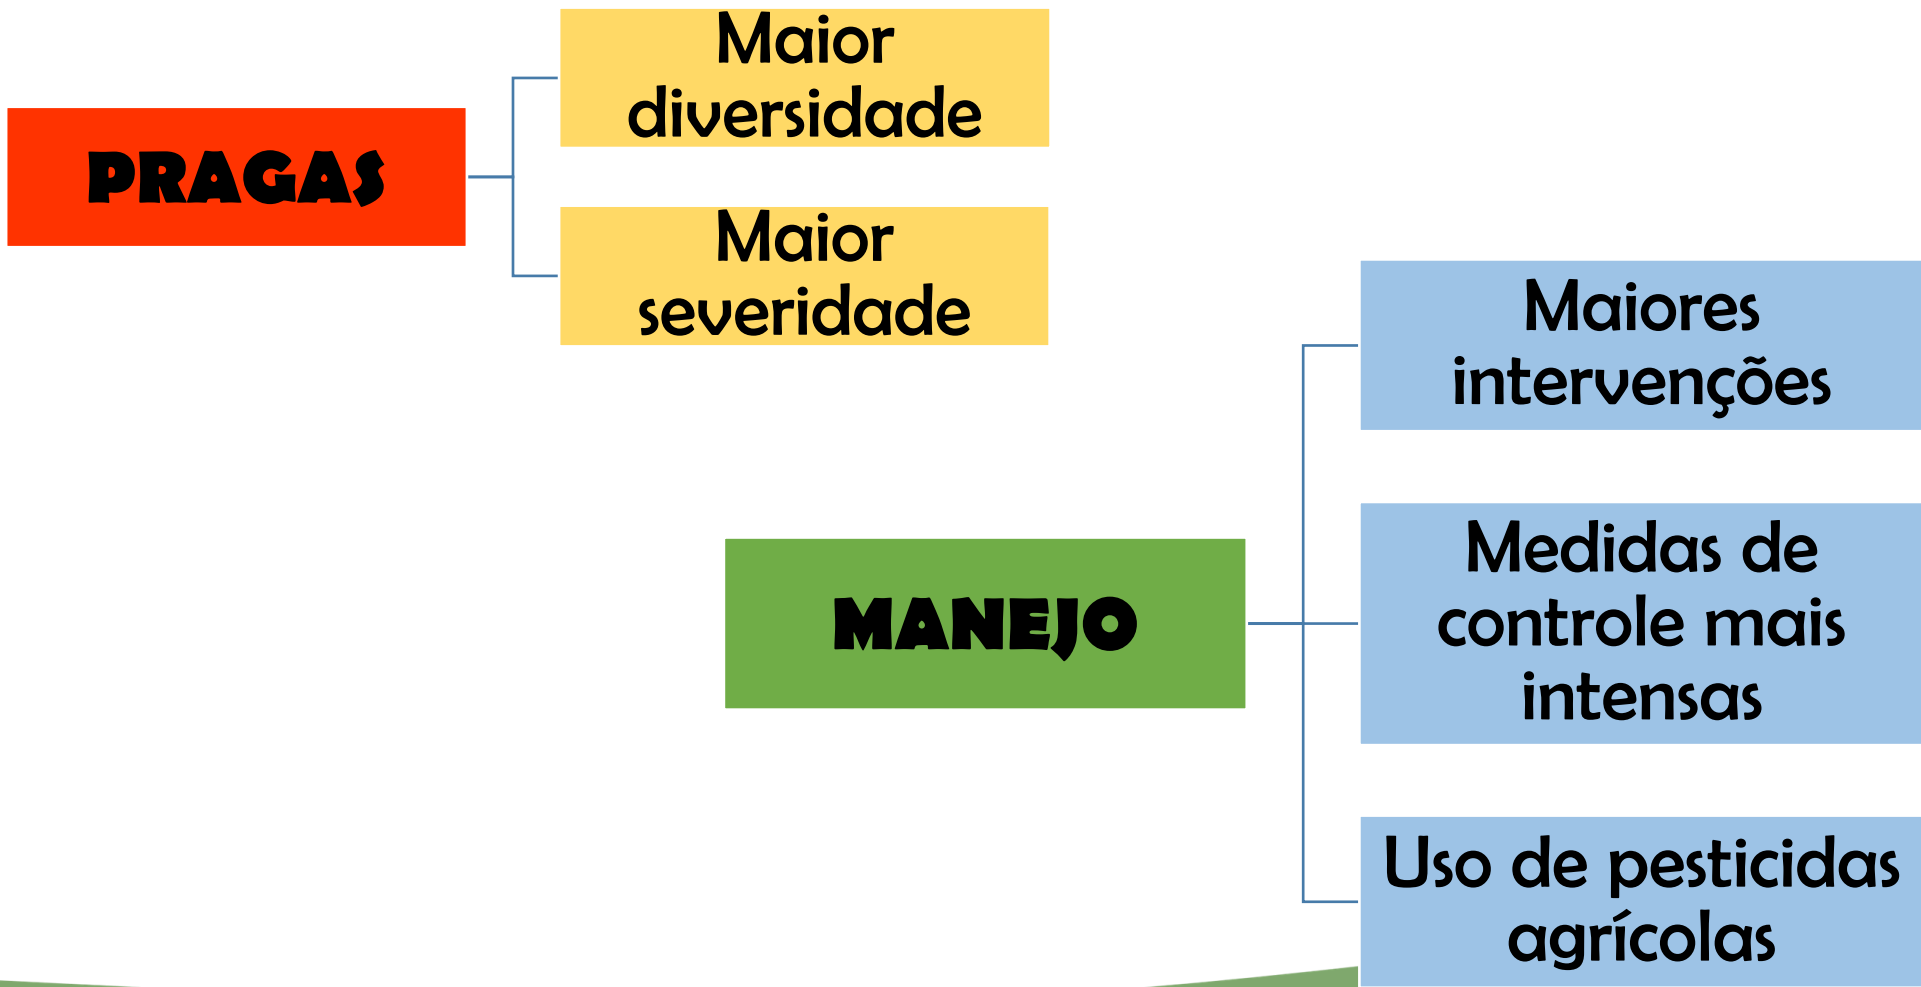 PRAGAS
Maior
diversidade
Maior
severidade
MANEJO
Maiores
intervenções
Medidas de
controle mais
intensas
Uso de pesticidas
agrícolas